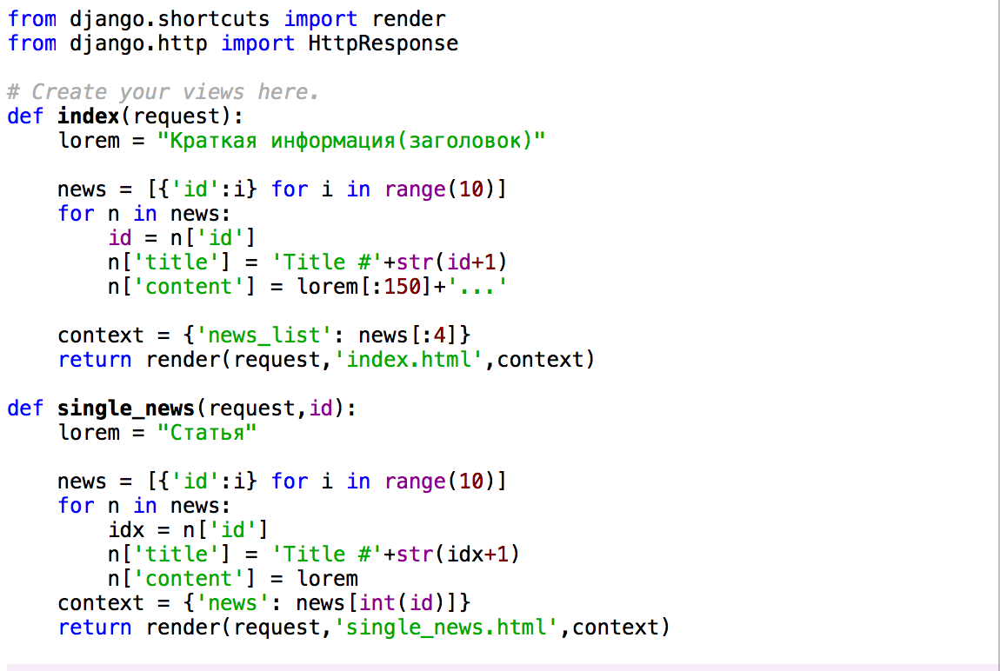 from django.shortcuts import render
from django.http import HttpResponse
# Create your views here.
def index(request):
    lorem = "Краткая информация(заголовок)"
    news = [{'id':i} for i in range(10)]
    for n in news:
        id = n['id']
        n['title'] = 'Title #'+str(id+1)
        n['content'] = lorem[:150]+'...'
    context = {'news_list': news[:4]}
    return render(request,'index.html',context)
def single_news(request,id):
    lorem = "Статья"
    news = [{'id':i} for i in range(10)]
    for n in news:
        idx = n['id']
        n['title'] = 'Title #'+str(idx+1)
        n['content'] = lorem
    context = {'news': news[int(id)]}
    return render(request,'single_news.html',context)